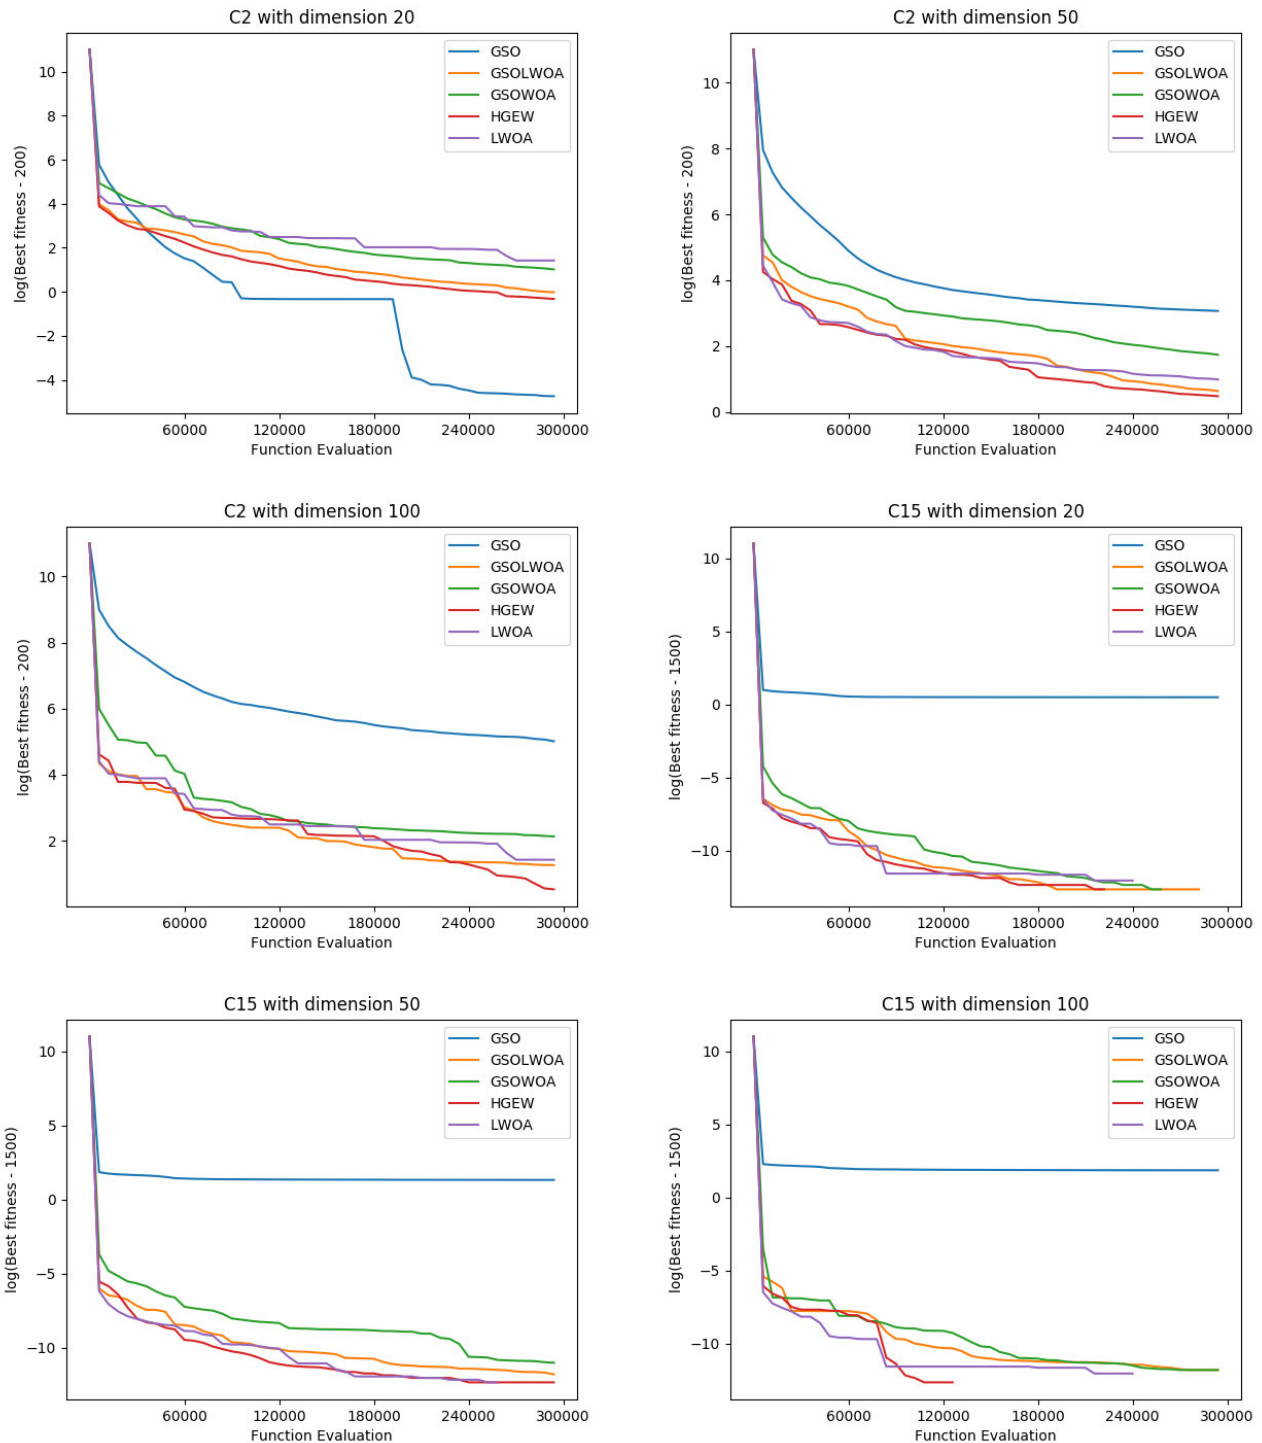 C2 with dimension 20
log(Best fitness - 200)
10
8
6
4
2
0
−2
−4
GSO
GSOLWOA
GSOWOA
HGEW
LWOA
60000 120000 180000 240000 300000
Function Evaluation
C2 with dimension 50
log(Best fitness - 200)
10
8
6
4
2
0
GSO
GSOLWOA
GSOWOA
HGEW
LWOA
60000 120000 180000 240000 300000
Function Evaluation
C2 with dimension 100
log(Best fitness - 200)
10
8
6
4
2
GSO
GSOLWOA
GSOWOA
HGEW
LWOA
60000 120000 180000 240000 300000
Function Evaluation
C15 with dimension 20
log(Best fitness - 1500)
10
5
0
−5
−10
GSO
GSOLWOA
GSOWOA
HGEW
LWOA
60000 120000 180000 240000 300000
Function Evaluation
C15 with dimension 50
log(Best fitness - 1500)
10
5
0
−5
−10
GSO
GSOLWOA
GSOWOA
HGEW
LWOA
60000 120000 180000 240000 300000
Function Evaluation
C15 with dimension 100
log(Best fitness - 1500)
10
5
0
−5
−10
GSO
GSOLWOA
GSOWOA
HGEW
LWOA
60000 120000 180000 240000 300000
Function Evaluation